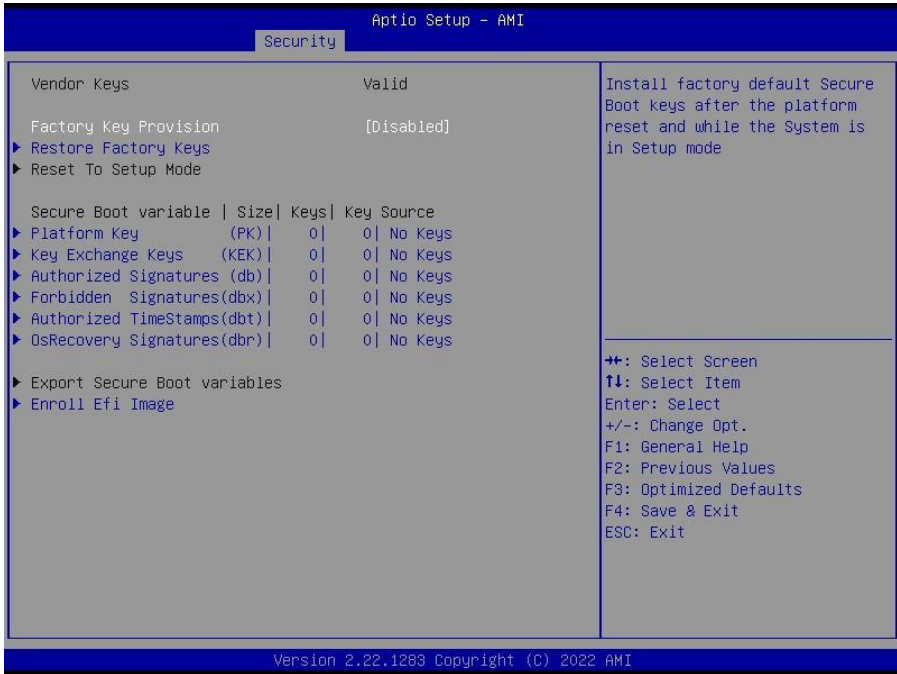 Aptio Setup – AMI
Security
Vendor Keys Valid
Factory Key Provision [Disabled]
Restore Factory Keys
Reset To Setup Mode
Secure Boot variable | Size| Keys| Key Source
Platform Key (PK)| 0| 0| No Keys
Key Exchange Keys (KEK)| 0| 0| No Keys
Authorized Signatures (db)| 0| 0| No Keys
Forbidden Signatures(dbx)| 0| 0| No Keys
Authorized TimeStamps(dbt)| 0| 0| No Keys
OsRecovery Signatures(dbr)| 0| 0| No Keys
Export Secure Boot variables
Enroll Efi Image
Install factory default Secure
Boot keys after the platform
reset and while the System is
in Setup mode
→←: Select Screen
↑↓: Select Item
Enter: Select
+/-: Change Opt.
F1: General Help
F2: Previous Values
F3: Optimized Defaults
F4: Save & Exit
ESC: Exit
Version 2.22.1283 Copyright (C) 2022 AMI